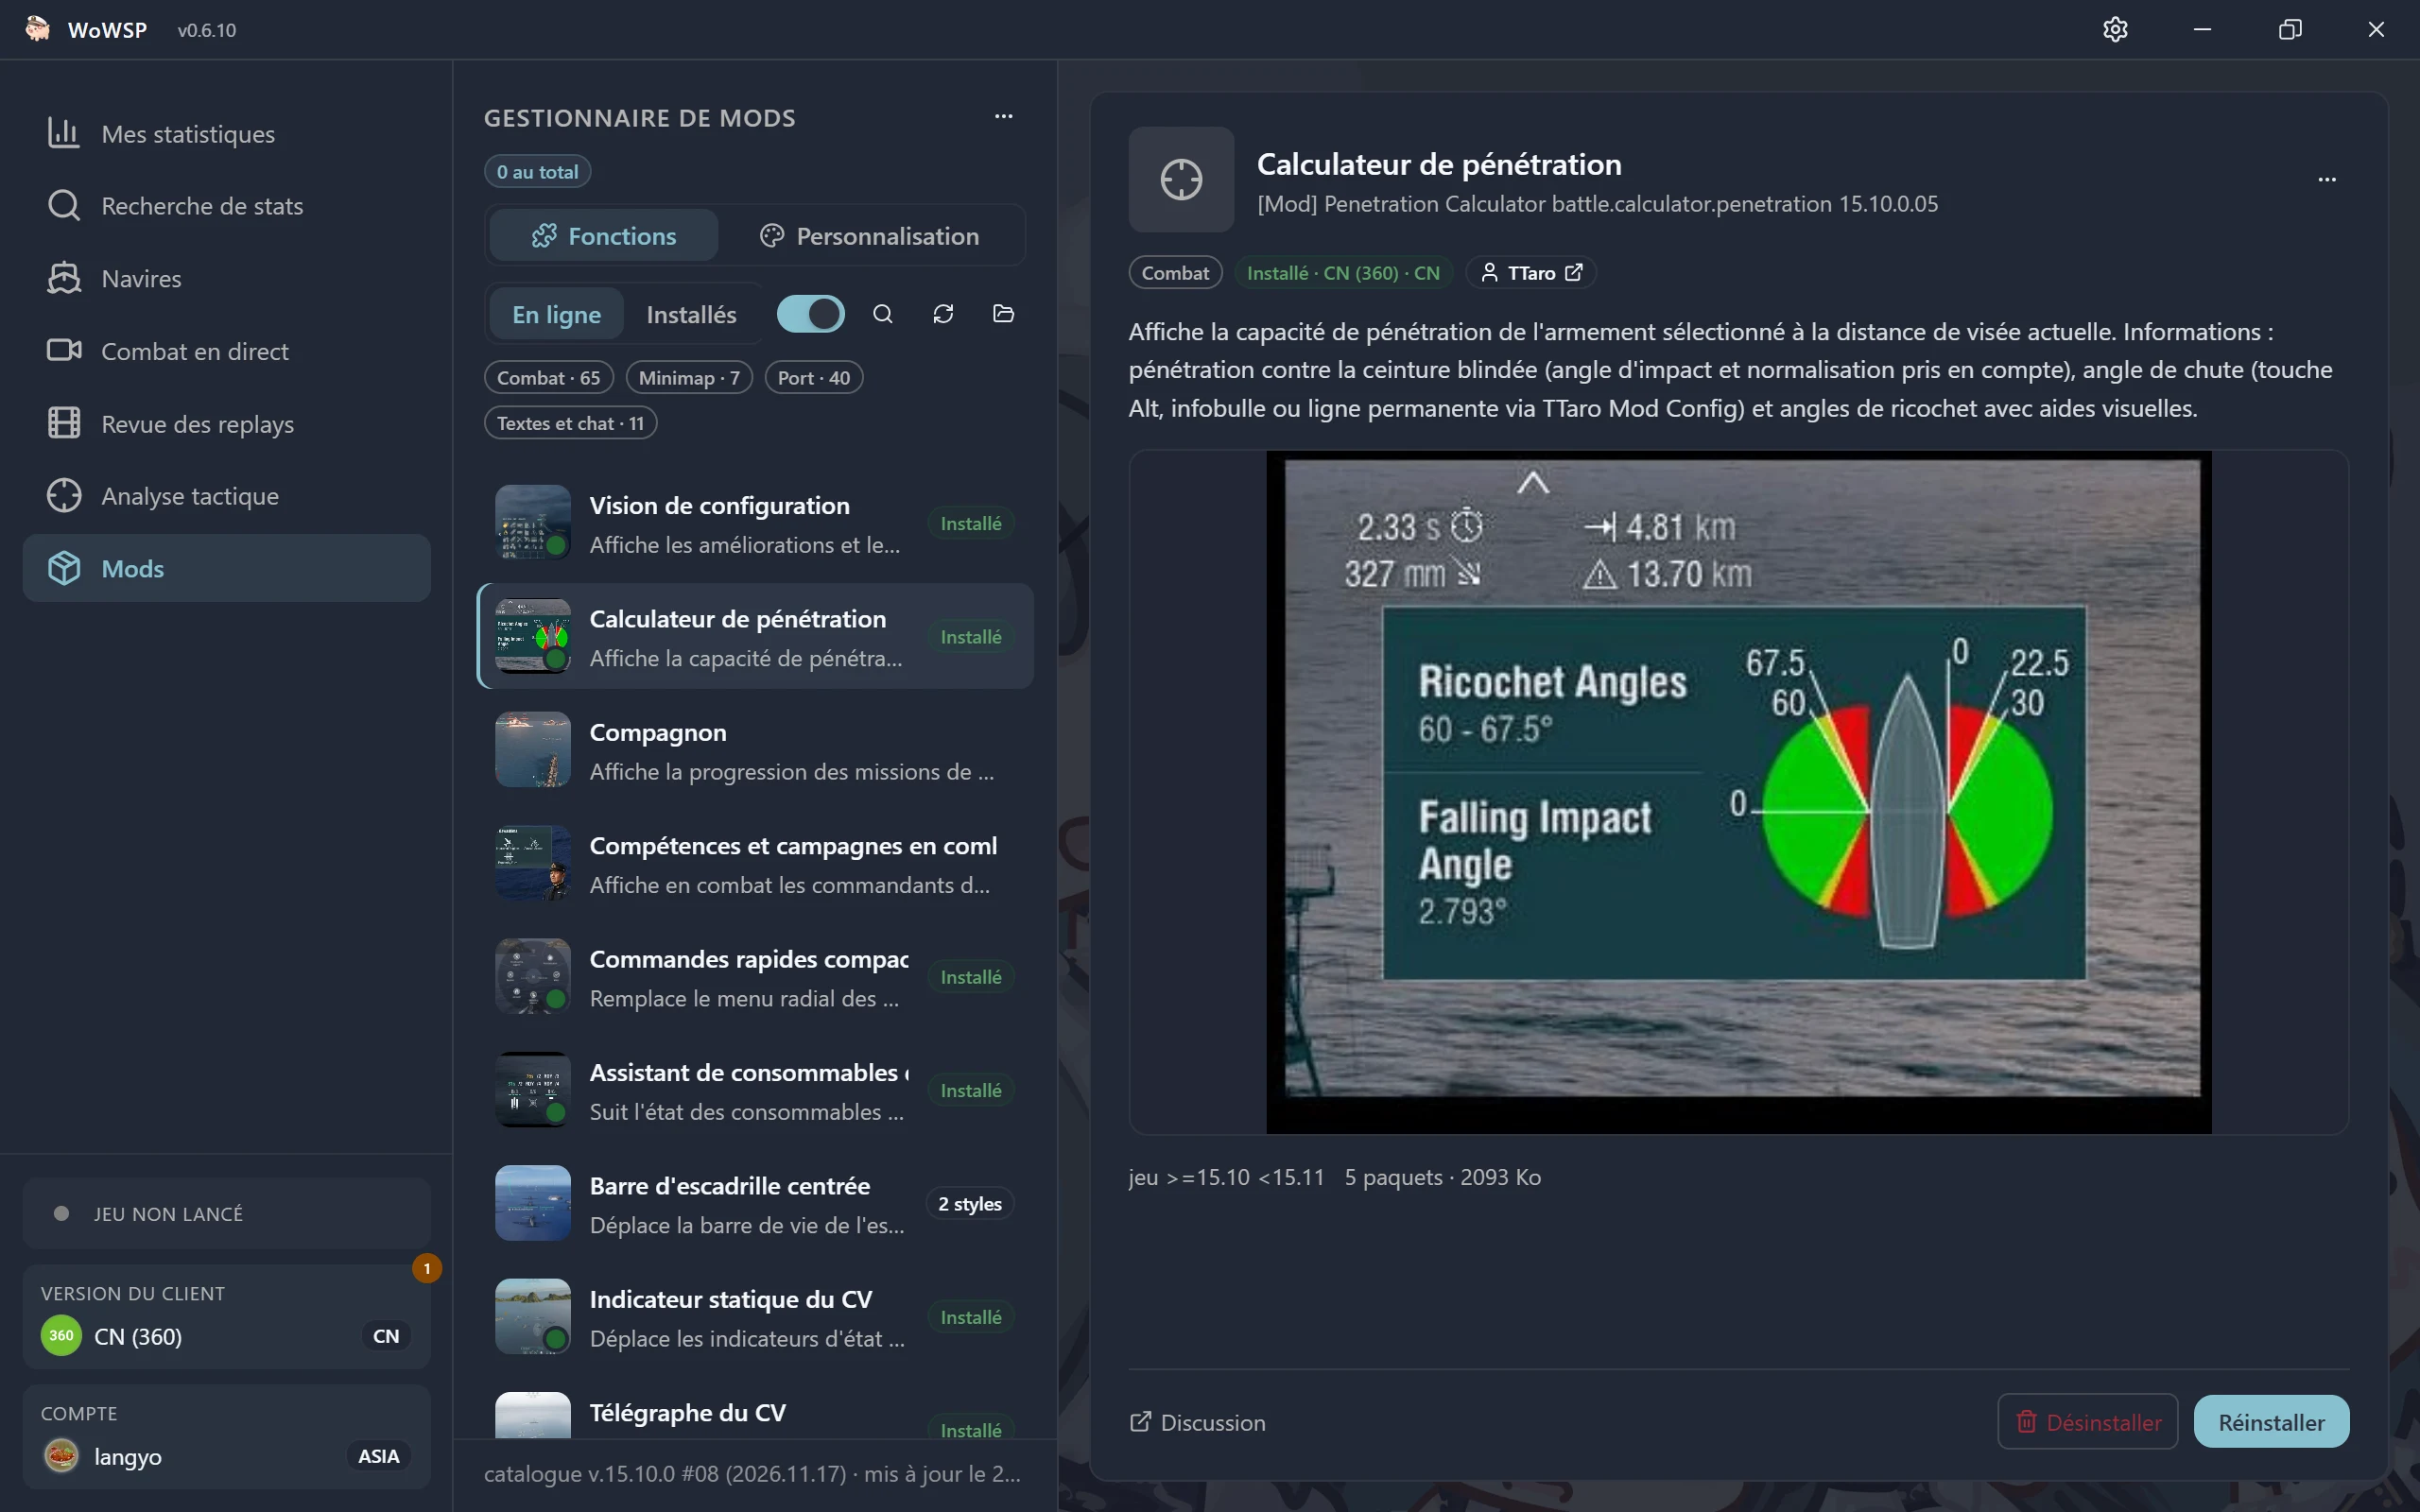 WoWSP v0.6.10
Mes statistiques
Recherche de stats
Navires
Combat en direct
Revue des replays
Analyse tactique
Mods
JEU NON LANCÉ
1
VERSION DU CLIENT
360 CN (360) CN
COMPTE
langyo ASIA
GESTIONNAIRE DE MODS
0 au total
Fonctions Personnalisation
En ligne Installés
Combat · 65 Minimap · 7 Port · 40
Textes et chat · 11
Vision de configuration
Affiche les améliorations et le...
Installé
Calculateur de pénétration
Affiche la capacité de pénétra...
Installé
Compagnon
Affiche la progression des missions de ...
Compétences et campagnes en coml
Affiche en combat les commandants d...
Commandes rapides compac
Remplace le menu radial des ...
Installé
Assistant de consommables
Suit l'état des consommables ...
Installé
Barre d'escadrille centrée
Déplace la barre de vie de l'es...
2 styles
Indicateur statique du CV
Déplace les indicateurs d'état ...
Installé
Télégraphe du CV
Installé
catalogue v.15.10.0 #08 (2026.11.17) · mis à jour le 2...
Calculateur de pénétration
[Mod] Penetration Calculator battle.calculator.penetration 15.10.0.05
Combat Installé · CN (360) · CN TTaro
Affiche la capacité de pénétration de l'armement sélectionné à la distance de visée actuelle. Informations :
pénétration contre la ceinture blindée (angle d'impact et normalisation pris en compte), angle de chute (touche
Alt, infobulle ou ligne permanente via TTaro Mod Config) et angles de ricochet avec aides visuelles.
2.33 s 4.81 km
327 mm 13.70 km
Ricochet Angles
60 - 67.5°
Falling Impact
Angle
2.793°
67.5 0 22.5
60 30
0
jeu >=15.10 <15.11 5 paquets · 2093 Ko
Discussion
Désinstaller
Réinstaller